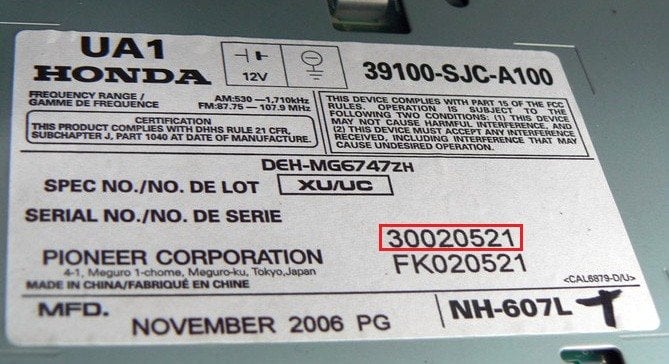 UA1
HONDA
12V
39100-SJC-A100
FREQUENCY RANGE /
GAMME DE FREQUENCE
AM:530 —1,710kHz
FM:87.75 — 107.9 MHz
THIS DEVICE COMPLIES WITH PART 15 OF THE FCC
RULES. OPERATION IS SUBJECT TO THE
FOLLOWING TWO CONDITIONS: (1) THIS DEVICE
MAY NOT CAUSE HARMFUL INTERFERENCE, AND
(2) THIS DEVICE MUST ACCEPT ANY INTERFERENCE
RECEIVED, INCLUDING INTERFERENCE THAT MAY
CAUSE UNDESIRED OPERATION.
CERTIFICATION
THIS PRODUCT COMPLIES WITH DHHS RULE 21 CFR,
SUBCHAPTER J, PART 1040 AT DATE OF MANUFACTURE.
DEH-MG6747ZH
SPEC NO./NO. DE LOT XU/UC
SERIAL NO./NO. DE SERIE
30020521
PIONEER CORPORATION
FK020521
4-1, Meguro 1-chome, Meguro-ku, Tokyo,Japan
MADE IN CHINA/FABRIQUÉ EN CHINE
<CAL6879-D/U>
MFD. NOVEMBER 2006 PG
NH-607L T